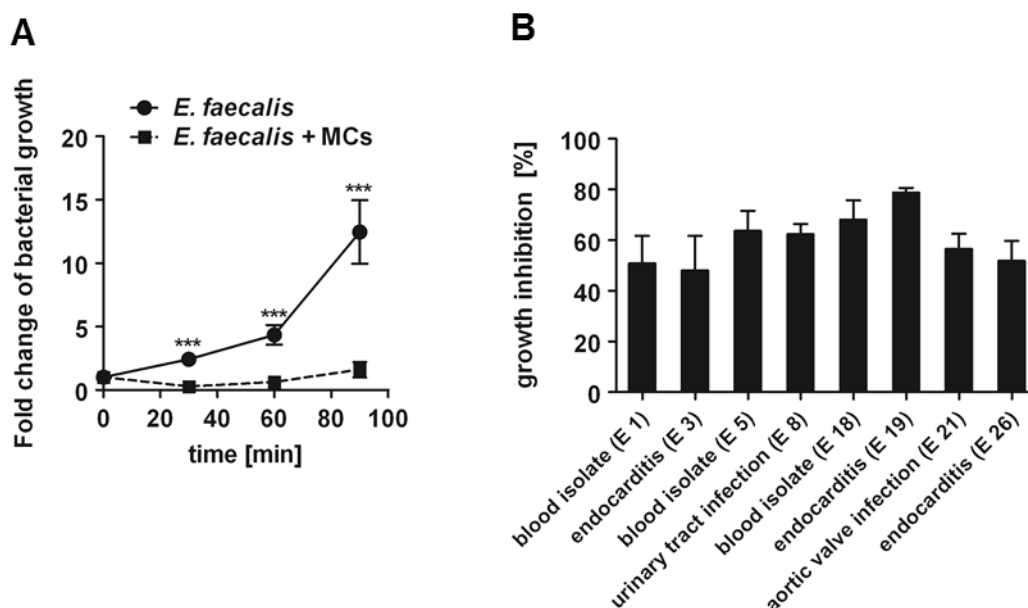 A
E. faecalis
E. faecalis + MCs
Fold change of bacterial growth
20
15
10
5
0
***
***
***
0 20 40 60 80 100
time [min]
B
growth inhibition [%]
100
80
60
40
20
0
blood isolate (E 1)
endocarditis (E 3)
blood isolate (E 5)
urinary tract infection (E 8)
blood isolate (E 18)
endocarditis (E 19)
aortic valve infection (E 21)
endocarditis (E 26)